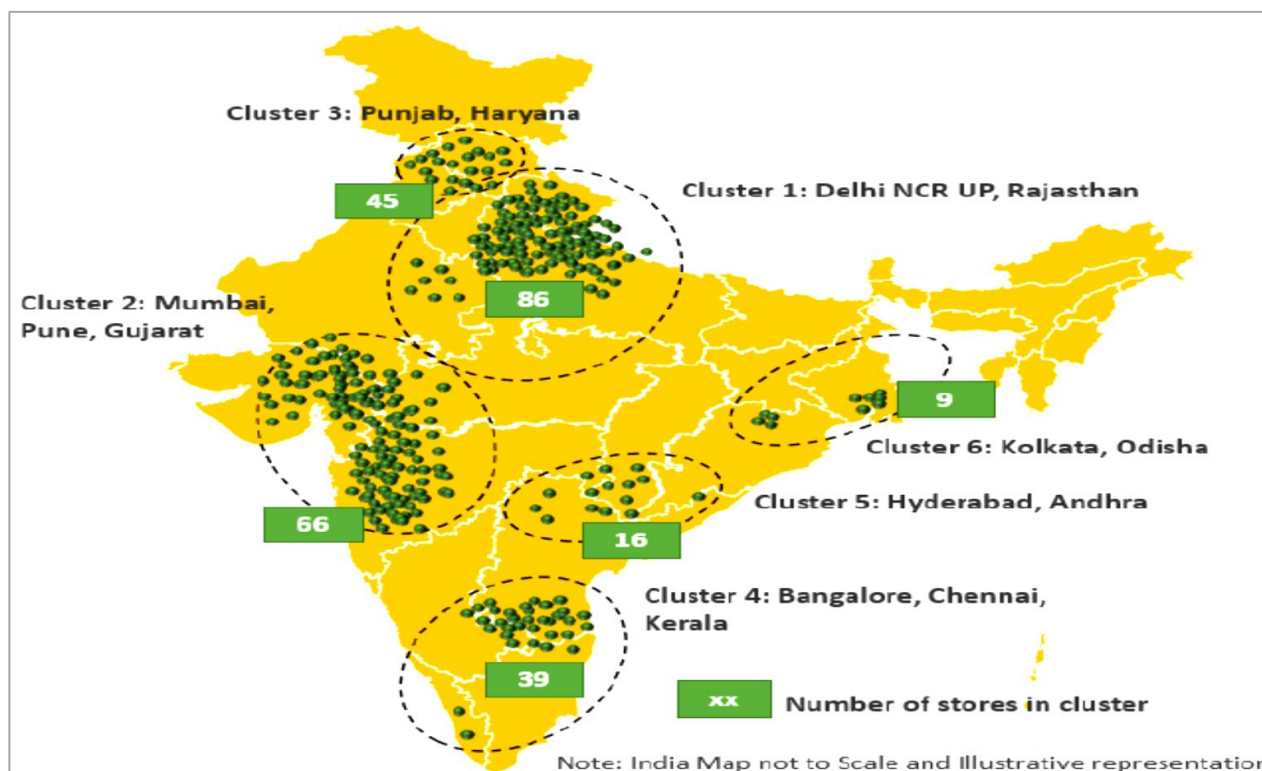 Cluster 3: Punjab, Haryana
45
Cluster 1: Delhi NCR UP, Rajasthan
86
Cluster 2: Mumbai,
Pune, Gujarat
66
9
Cluster 6: Kolkata, Odisha
Cluster 5: Hyderabad, Andhra
16
Cluster 4: Bangalore, Chennai,
Kerala
39
xx Number of stores in cluster
Note: India Map not to Scale and Illustrative representation